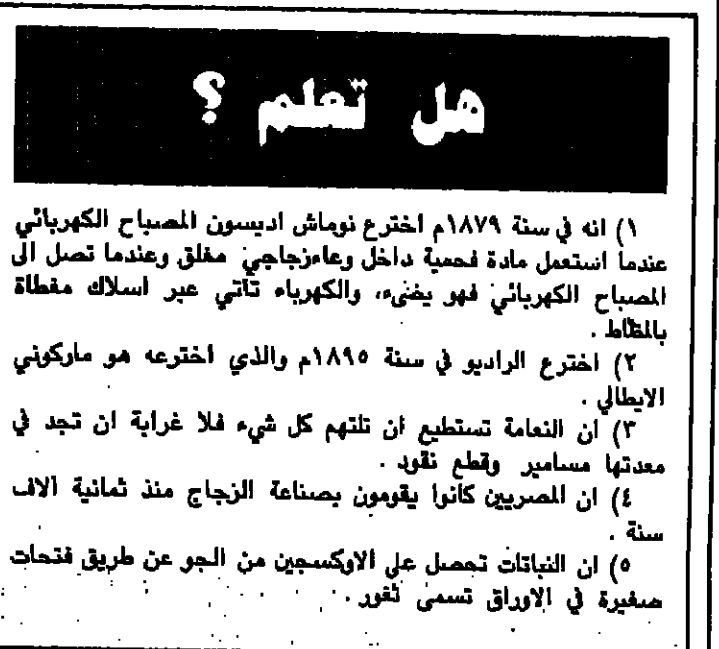 هل تعلم ؟
١) انه في سنة ١٨٧٩م اخترع نوماش اديسون المصباح الكهربائي
عندما استعمل مادة فحمية داخل وعاءزجاجي مغلق وعندما تصل الى
المصباح الكهربائي فهو يضيء، والكهرباء تأتي عبر اسلاك مغطاة
بالمطاط .
٢) اخترع الراديو في سنة ١٨٩٥م والذي اخترعه هو ماركوني
الايطالي .
٣) ان النعامة تستطيع ان تلتهم كل شيء فلا غرابة ان تجد في
معدتها مسامير وقطع نقود .
٤) ان المصريين كانوا يقومون بصناعة الزجاج منذ ثمانية آلاف
سنة .
٥) ان النباتات تحصل علي الاوكسجين من الجو عن طريق فتحات
صغيرة في الاوراق تسمى ثغور .